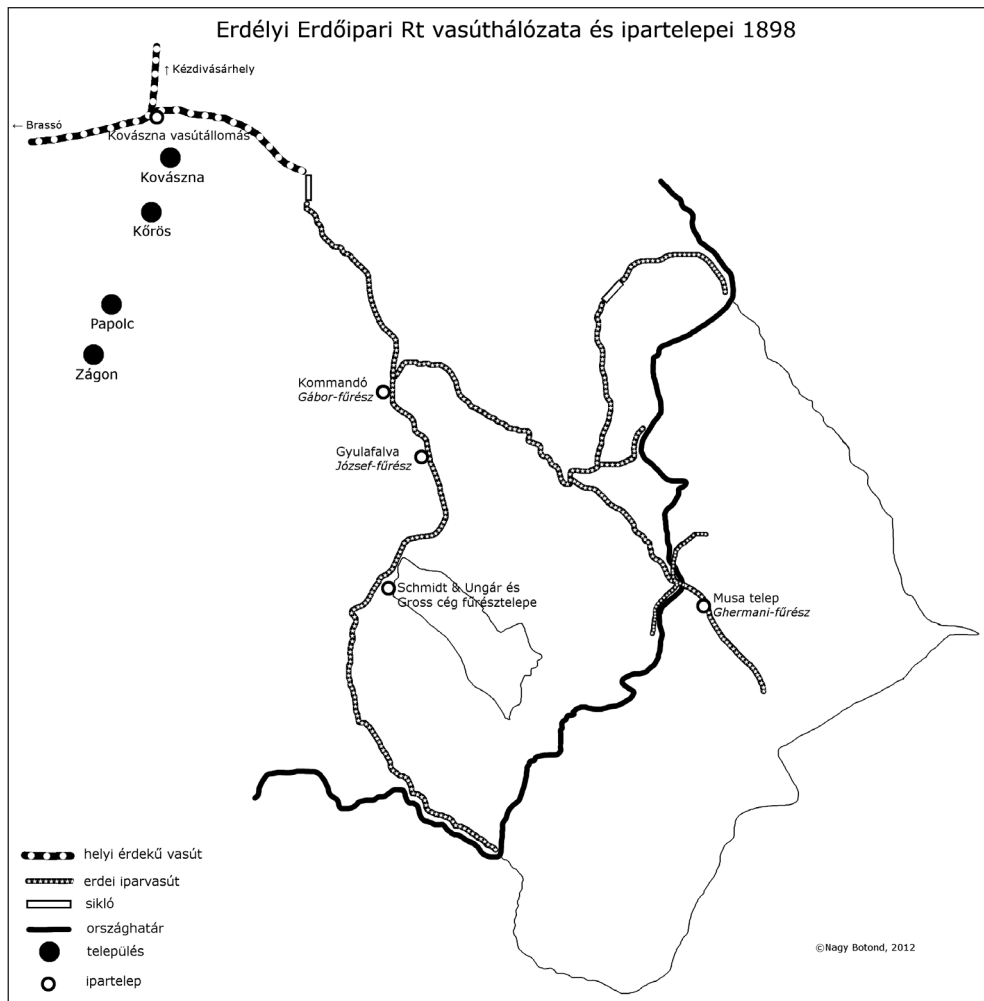 Erdélyi Erdőipari Rt vasúthálózata és ipartelepei 1898
↑ Kézdivásárhely
← Brassó
Kovászna vasútállomás
Kovászna
Kőrös
Papolc
Zágon
Kommandó
Gábor-fűrész
Gyulafalva
József-fűrész
Schmidt & Ungár és
Gross cég fűrésztelepe
Musa telep
Ghermani-fűrész
helyi érdekű vasút
erdei iparvasút
sikló
országhatár
település
ipartelep
©Nagy Botond, 2012